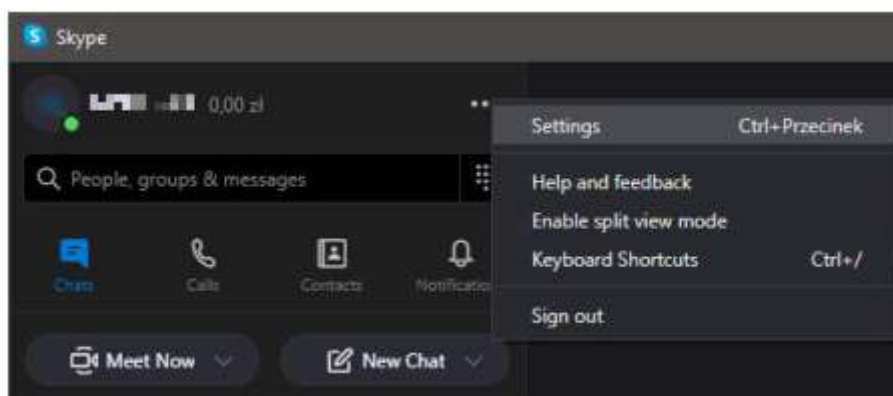 Skype
0,00 zł
People, groups & messages
Chats
Calls
Contacts
Notification
Meet Now
New Chat
Settings Ctrl+Przecinek
Help and feedback
Enable split view mode
Keyboard Shortcuts Ctrl+/
Sign out